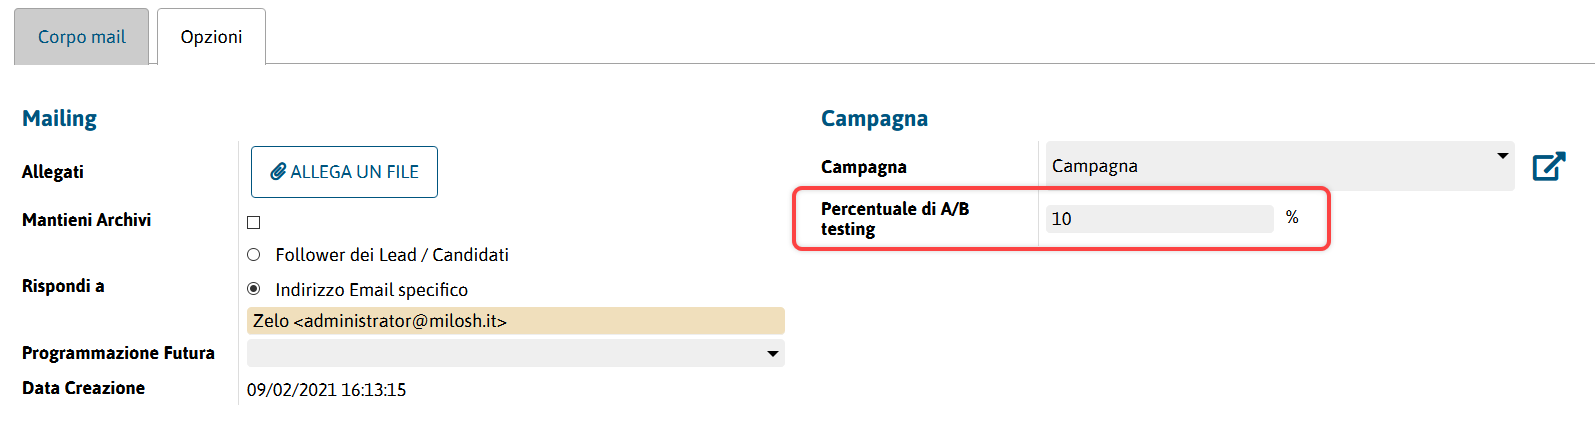 Corpo mail
Opzioni
Mailing
Allegati
ALLEGA UN FILE
Mantieni Archivi
Follower dei Lead / Candidati
Rispondi a
Indirizzo Email specifico
Zelo <administrator@milosh.it>
Programmazione Futura
Data Creazione
09/02/2021 16:13:15
Campagna
Campagna
Campagna
Percentuale di A/B
testing
10
%